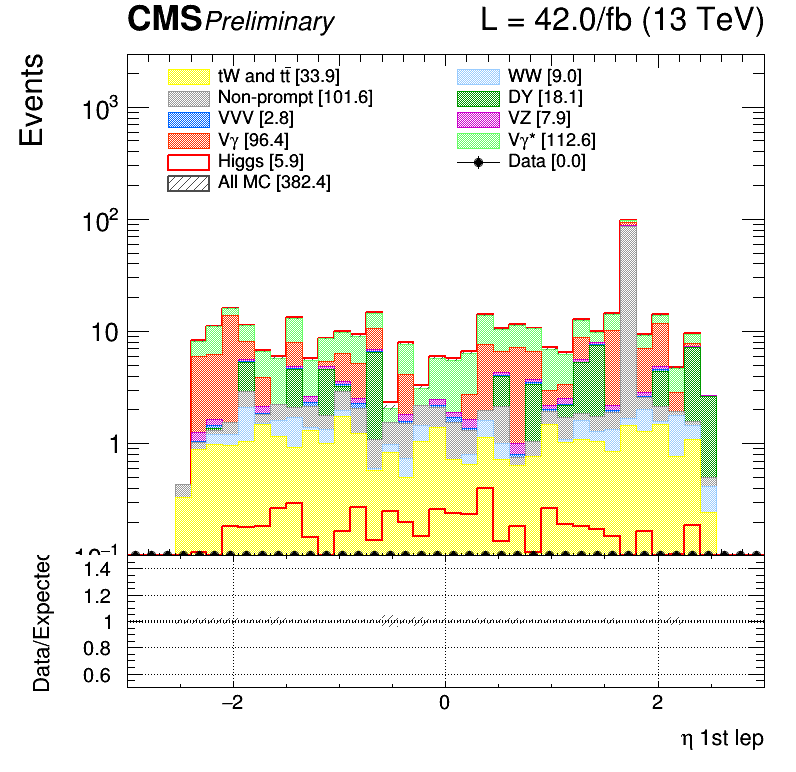 CMS Preliminary L = 42.0/fb (13 TeV)
Events
tW and tt̄ [33.9] WW [9.0]
Non-prompt [101.6] DY [18.1]
VVV [2.8] VZ [7.9]
Vγ [96.4] Vγ* [112.6]
Higgs [5.9] Data [0.0]
All MC [382.4]
10³
10²
10
1
10⁻¹
Data/Expected
1.4
1.2
1
0.8
0.6
−2 0 2
η 1st lep